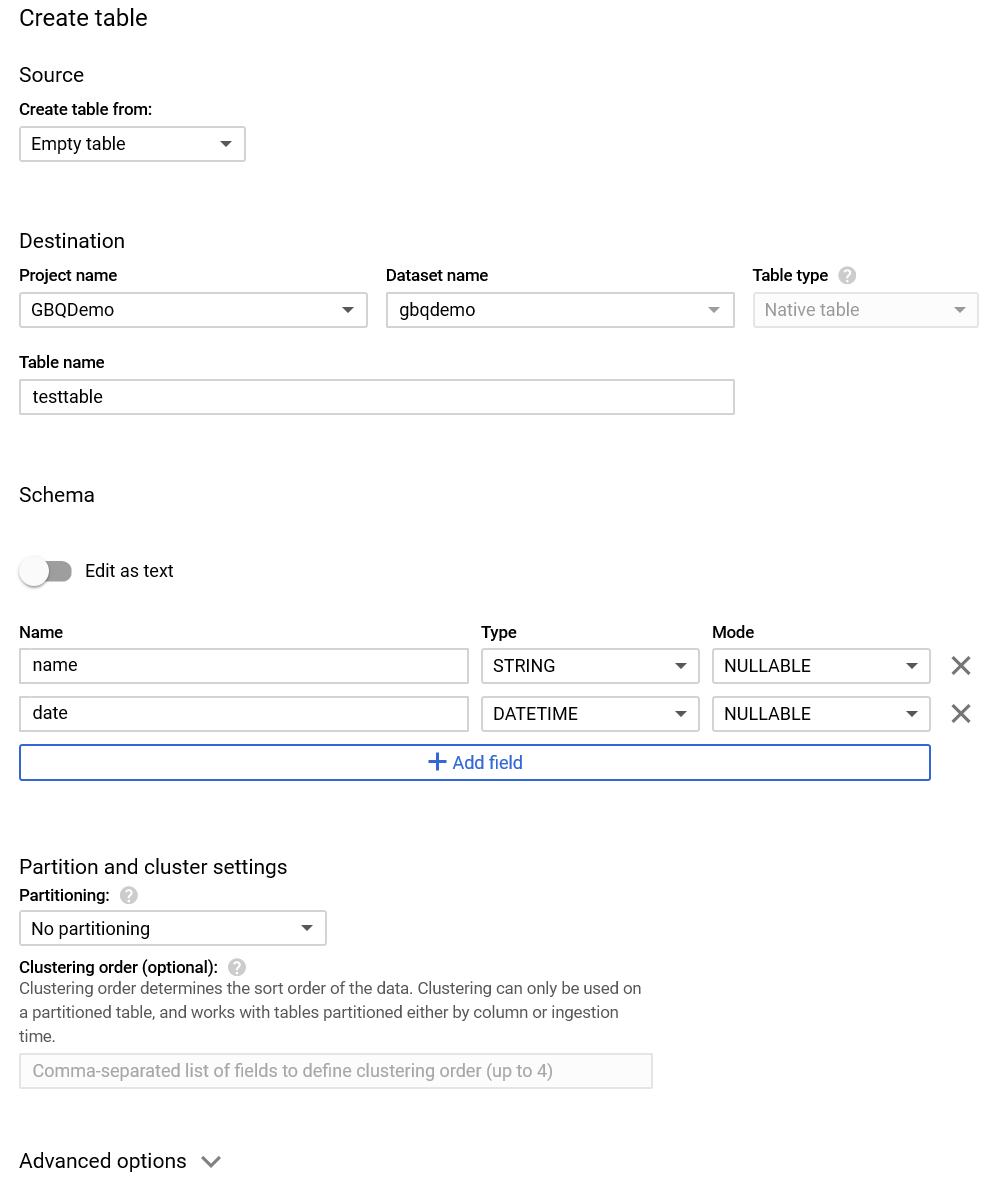 Create table
Source
Create table from:
Empty table
Destination
Project name Dataset name Table type ?
GBQDemo gbqdemo Native table
Table name
testtable
Schema
Edit as text
Name Type Mode
name STRING NULLABLE
date DATETIME NULLABLE
Add field
Partition and cluster settings
Partitioning: ?
No partitioning
Clustering order (optional): ?
Clustering order determines the sort order of the data. Clustering can only be used on
a partitioned table, and works with tables partitioned either by column or ingestion
time.
Comma-separated list of fields to define clustering order (up to 4)
Advanced options